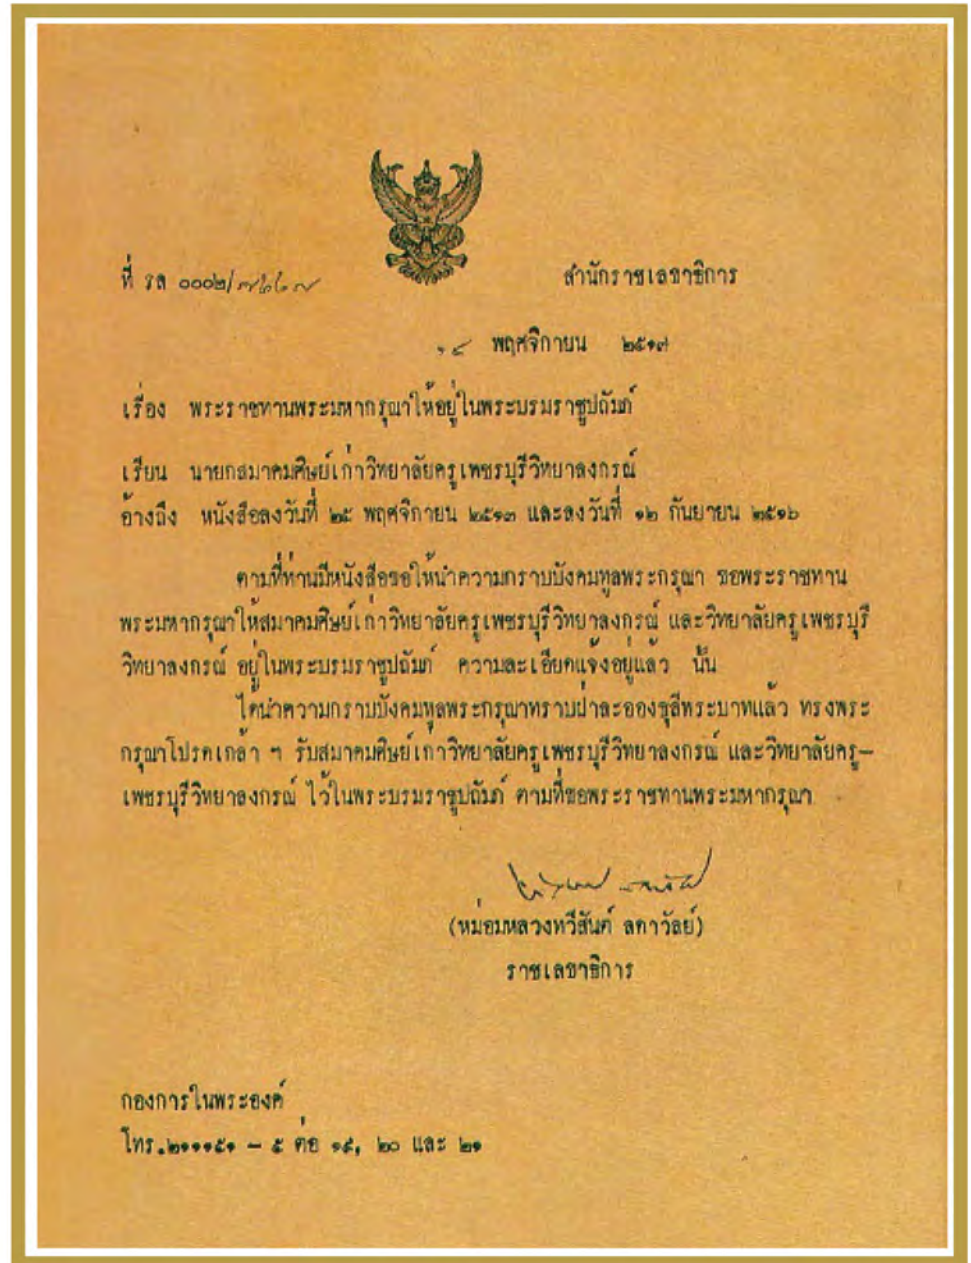 ที่ รล ๐๐๐๒/
สำนักราชเลขาธิการ
พฤศจิกายน ๒๕๑๗
เรื่อง พระราชทานพระมหากรุณาให้อยู่ในพระบรมราชูปถัมภ์
เรียน นายกสมาคมศิษย์เก่าวิทยาลัยครูเพชรบุรีวิทยาลงกรณ์
อ้างถึง หนังสือลงวันที่ ๒๕ พฤศจิกายน ๒๕๑๓ และลงวันที่ ๑๒ กันยายน ๒๕๑๖
ตามที่ท่านมีหนังสือขอให้นำความกราบบังคมทูลพระกรุณา ขอพระราชทาน
พระมหากรุณาให้สมาคมศิษย์เก่าวิทยาลัยครูเพชรบุรีวิทยาลงกรณ์ และวิทยาลัยครูเพชรบุรี
วิทยาลงกรณ์ อยู่ในพระบรมราชูปถัมภ์ ความละเอียดแจ้งอยู่แล้ว นั้น
ได้นำความกราบบังคมทูลพระกรุณาทราบฝ่าละอองธุลีพระบาทแล้ว ทรงพระ
กรุณาโปรดเกล้า ฯ รับสมาคมศิษย์เก่าวิทยาลัยครูเพชรบุรีวิทยาลงกรณ์ และวิทยาลัยครู-
เพชรบุรีวิทยาลงกรณ์ ไว้ในพระบรมราชูปถัมภ์ ตามที่ขอพระราชทานพระมหากรุณา
(หม่อมหลวงทวีสันต์ ลดาวัลย์)
ราชเลขาธิการ
กองการในพระองค์
โทร.๒๑๑๑๕๑ - ๕ ต่อ ๑๙, ๒๐ และ ๒๑